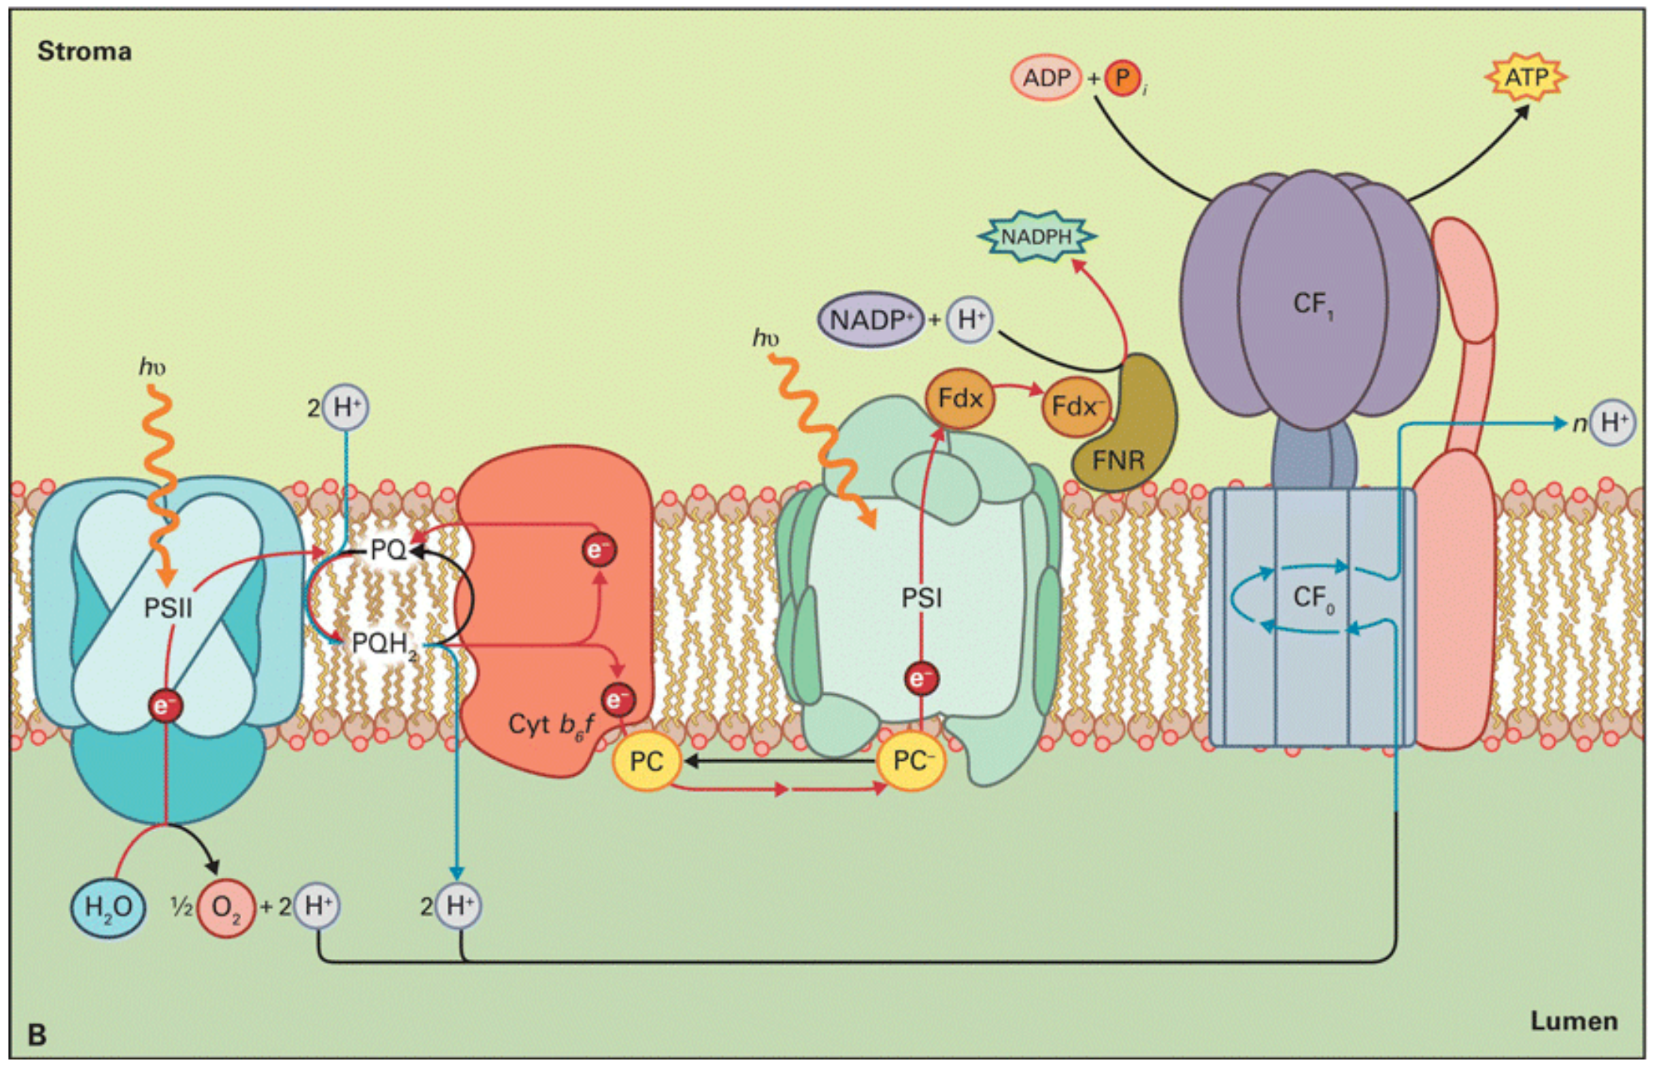 Stroma
ADP + Pi
ATP
NADPH
NADP⁺ + H⁺
hυ
hυ
2 H⁺
Fdx
Fdx⁻
FNR
CF₁
n H⁺
PSII
PQ
PQH₂
e⁻
e⁻
e⁻
Cyt b₆f
PSI
e⁻
CF₀
PC
PC⁻
H₂O
½ O₂ + 2 H⁺
2 H⁺
B
Lumen